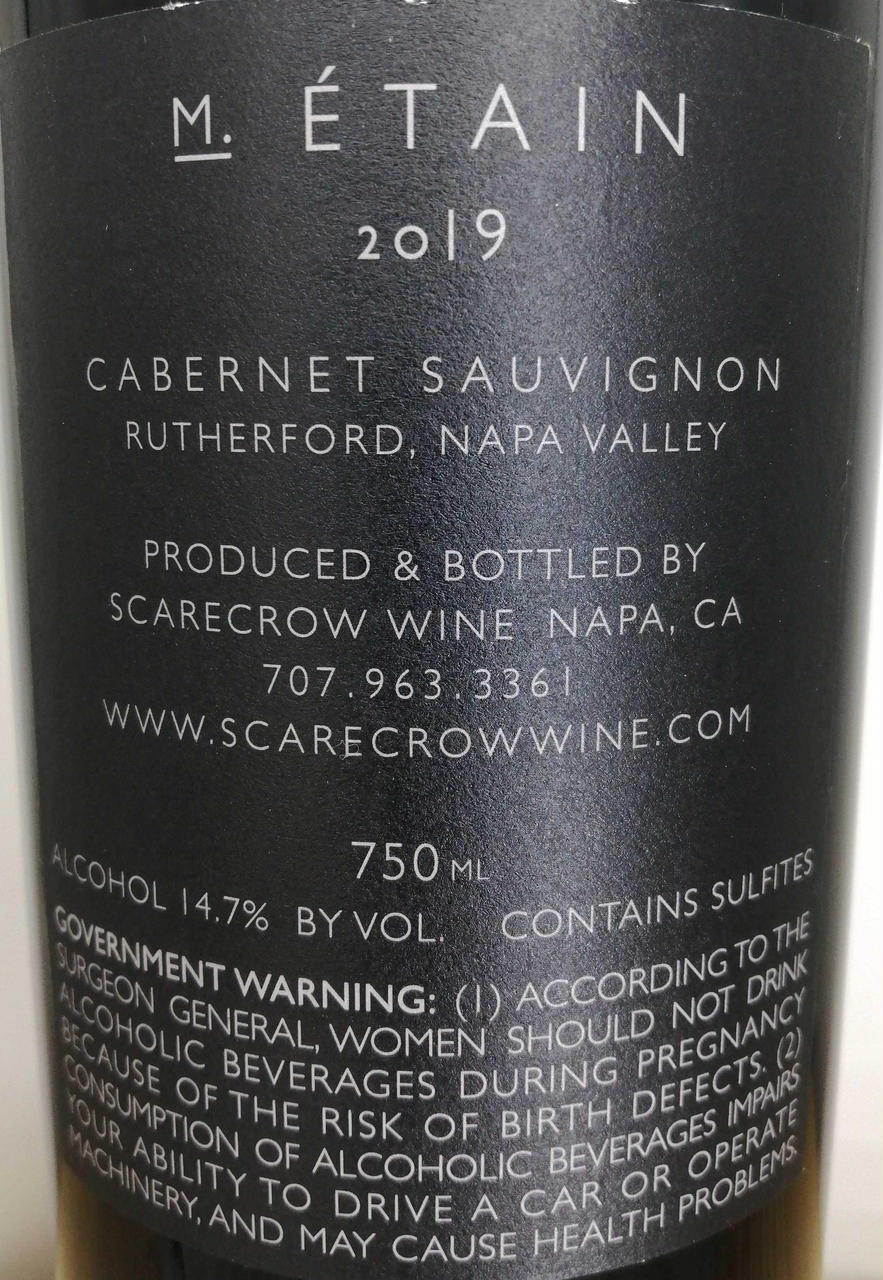 M. ÉTAIN
2019
CABERNET SAUVIGNON
RUTHERFORD, NAPA VALLEY
PRODUCED & BOTTLED BY
SCARECROW WINE NAPA, CA
707.963.3361
WWW.SCARECROWWINE.COM
750 ML
ALCOHOL 14.7% BY VOL. CONTAINS SULFITES
GOVERNMENT WARNING: (1) ACCORDING TO THE
SURGEON GENERAL, WOMEN SHOULD NOT DRINK
ALCOHOLIC BEVERAGES DURING PREGNANCY
BECAUSE OF THE RISK OF BIRTH DEFECTS. (2)
CONSUMPTION OF ALCOHOLIC BEVERAGES IMPAIRS
YOUR ABILITY TO DRIVE A CAR OR OPERATE
MACHINERY, AND MAY CAUSE HEALTH PROBLEMS.